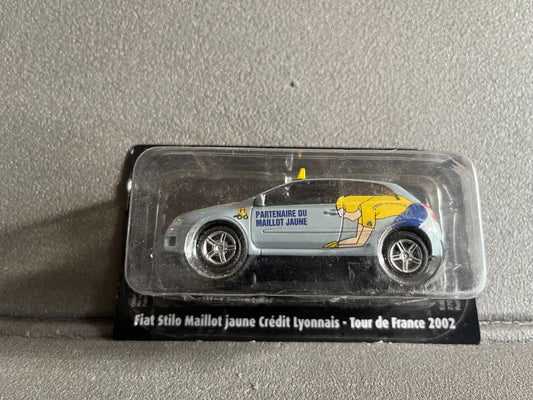 PARTENAIRE DU
MAILLOT JAUNE
Fiat Stilo Maillot jaune Crédit Lyonnais - Tour de France 2002